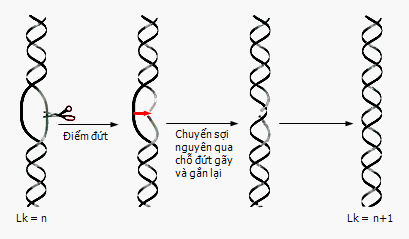 Điểm đứt
Chuyển sợi
nguyên qua
chỗ đứt gãy
và gắn lại
Lk = n
Lk = n+1